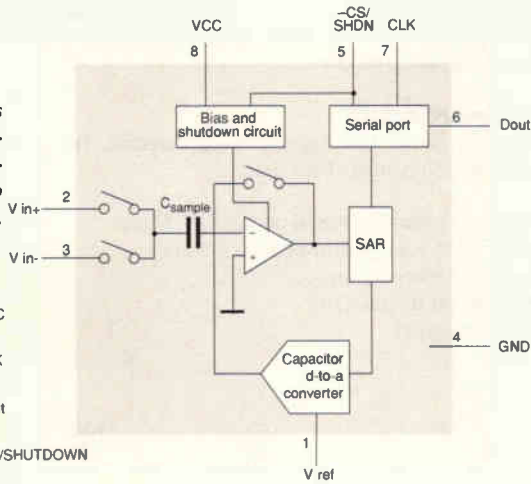 VCC
–CS/
SHDN
CLK
8
5
7
Bias and
shutdown circuit
Serial port
6
Dout
V in+
2
C sample
V in-
3
–
+
SAR
4
GND
Capacitor
d-to-a
converter
1
V ref
/SHUTDOWN